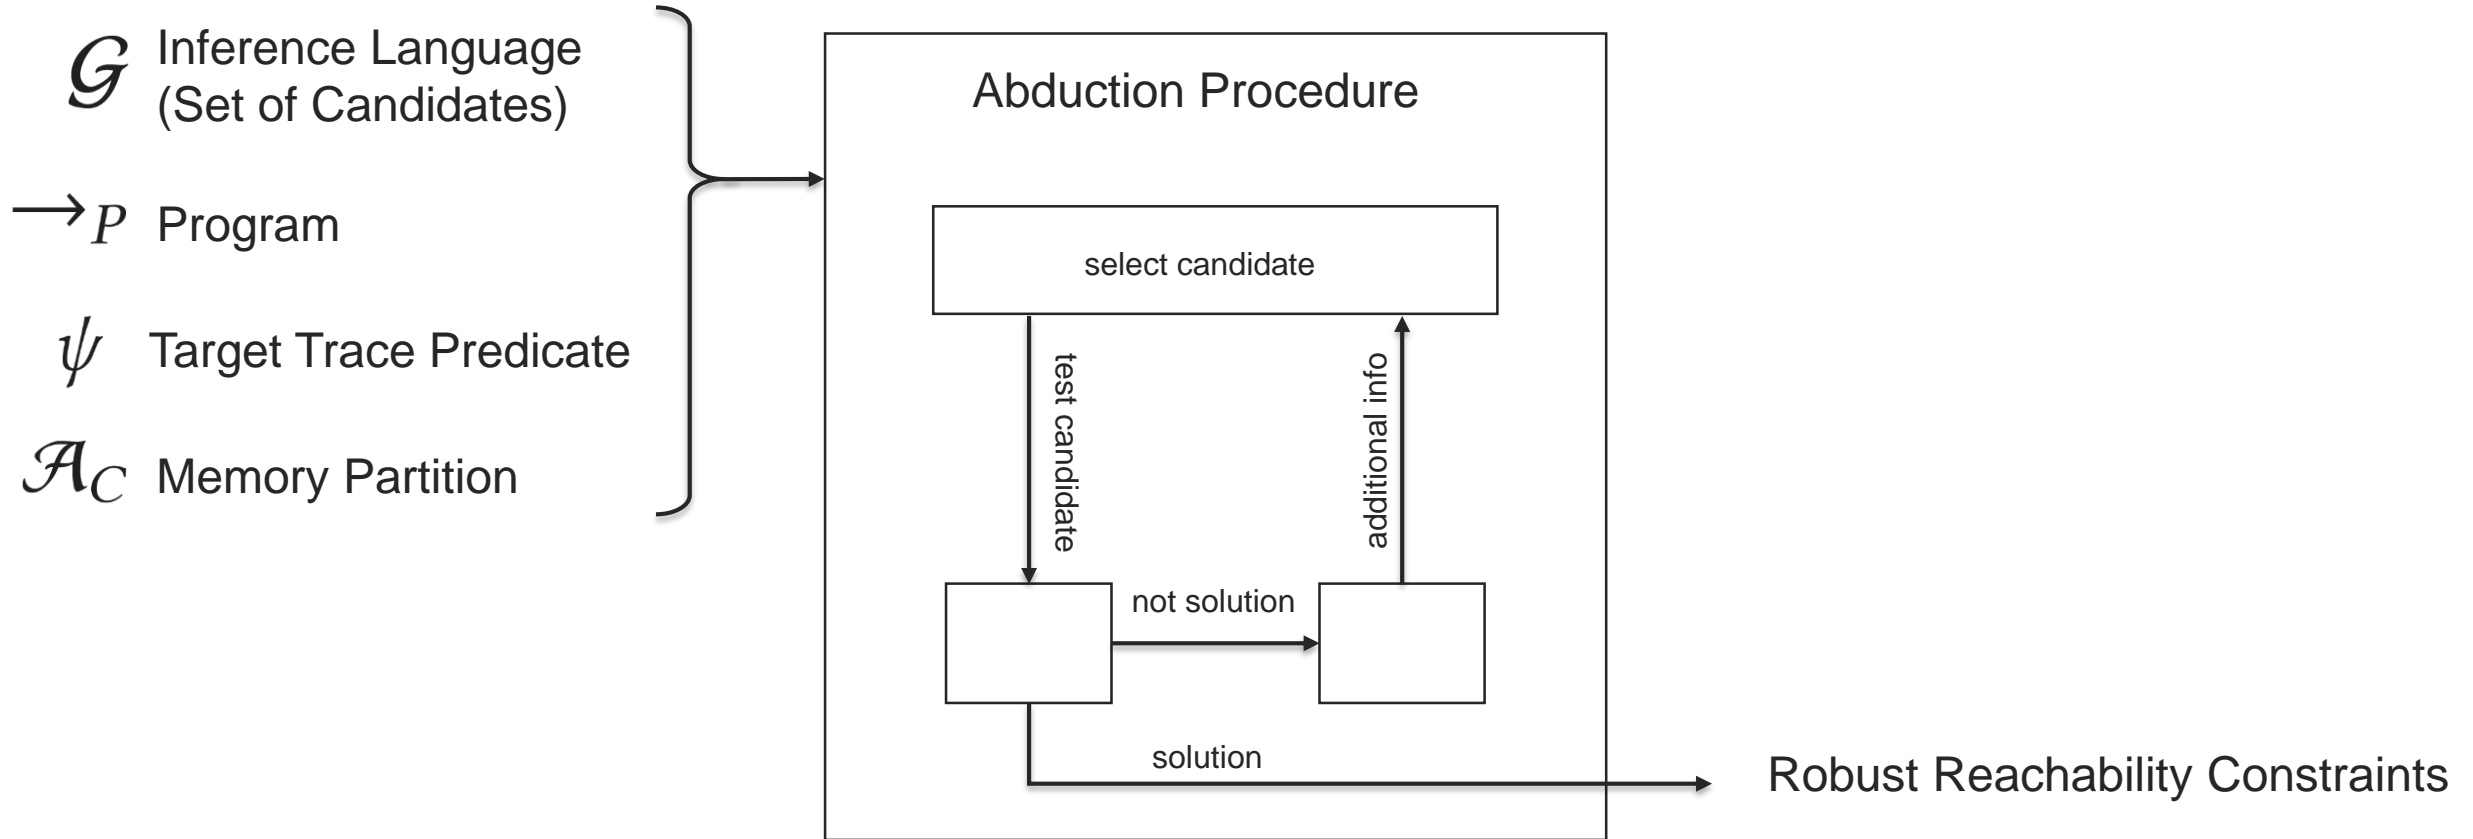 𝒢 Inference Language
(Set of Candidates)
→P Program
ψ Target Trace Predicate
𝒜C Memory Partition
Abduction Procedure
select candidate
test candidate
additional info
not solution
solution
Robust Reachability Constraints